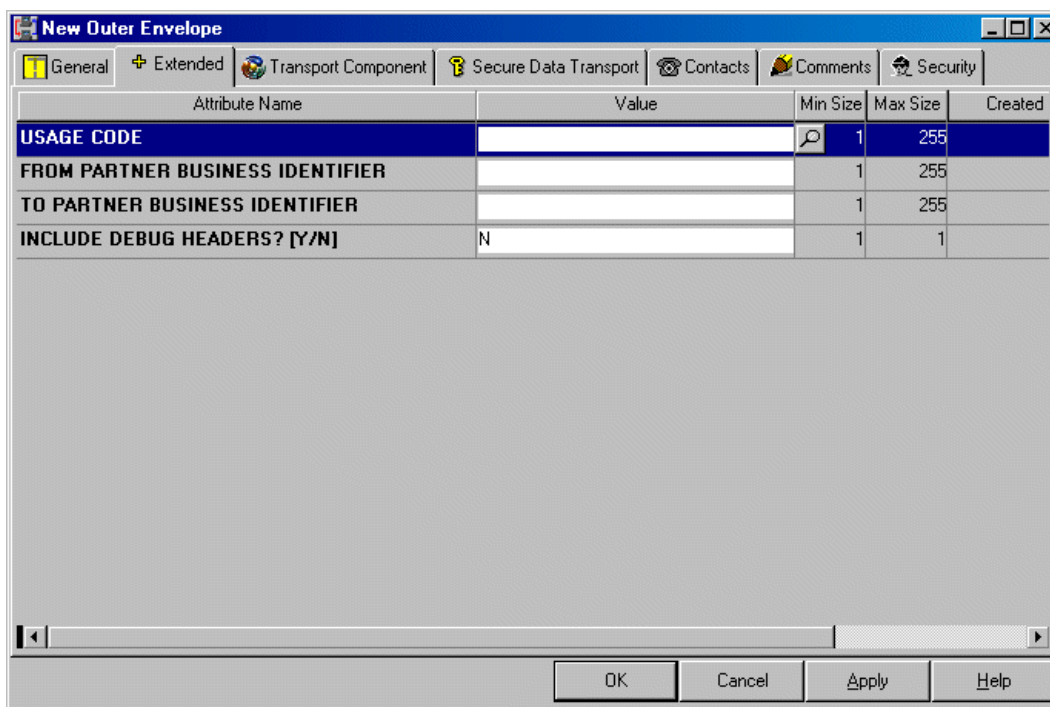 New Outer Envelope
General Extended Transport Component Secure Data Transport Contacts Comments Security
Attribute Name Value Min Size Max Size Created
USAGE CODE 1 255
FROM PARTNER BUSINESS IDENTIFIER 1 255
TO PARTNER BUSINESS IDENTIFIER 1 255
INCLUDE DEBUG HEADERS? [Y/N] N 1 1
OK Cancel Apply Help